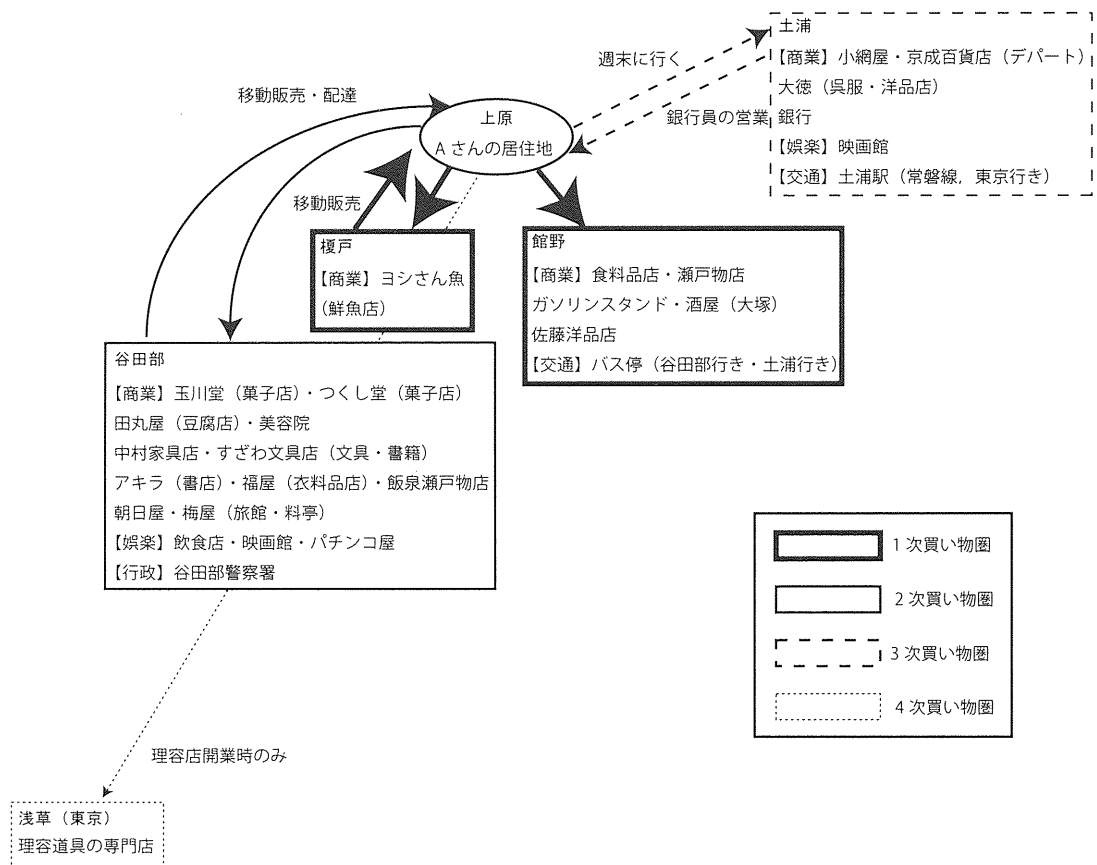 土浦
【商業】小網屋・京成百貨店（デパート）
大徳（呉服・洋品店）
銀行
【娯楽】映画館
【交通】土浦駅（常磐線，東京行き）
週末に行く
銀行員の営業
移動販売・配達
上原
Aさんの居住地
移動販売
榎戸
【商業】ヨシさん魚
（鮮魚店）
館野
【商業】食料品店・瀬戸物店
ガソリンスタンド・酒屋（大塚）
佐藤洋品店
【交通】バス停（谷田部行き・土浦行き）
谷田部
【商業】玉川堂（菓子店）・つくし堂（菓子店）
田丸屋（豆腐店）・美容院
中村家具店・すざわ文具店（文具・書籍）
アキラ（書店）・福屋（衣料品店）・飯泉瀬戸物店
朝日屋・梅屋（旅館・料亭）
【娯楽】飲食店・映画館・パチンコ屋
【行政】谷田部警察署
1次買い物圏
2次買い物圏
3次買い物圏
4次買い物圏
理容店開業時のみ
浅草（東京）
理容道具の専門店